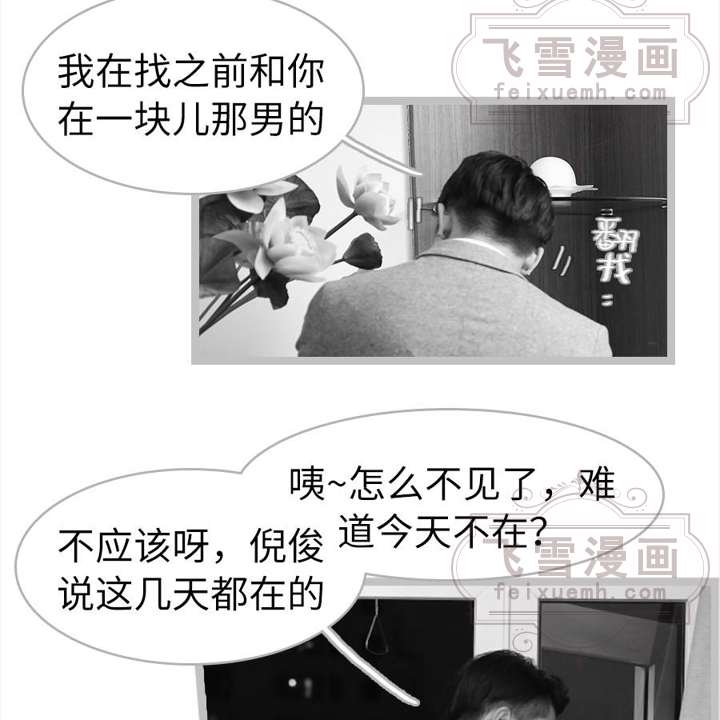 飞雪漫画
feixuemh.com
我在找之前和你
在一块儿那男的
翻找
咦~怎么不见了，难
道今天不在？
不应该呀，倪俊
说这几天都在的
飞雪漫画
feixuemh.com